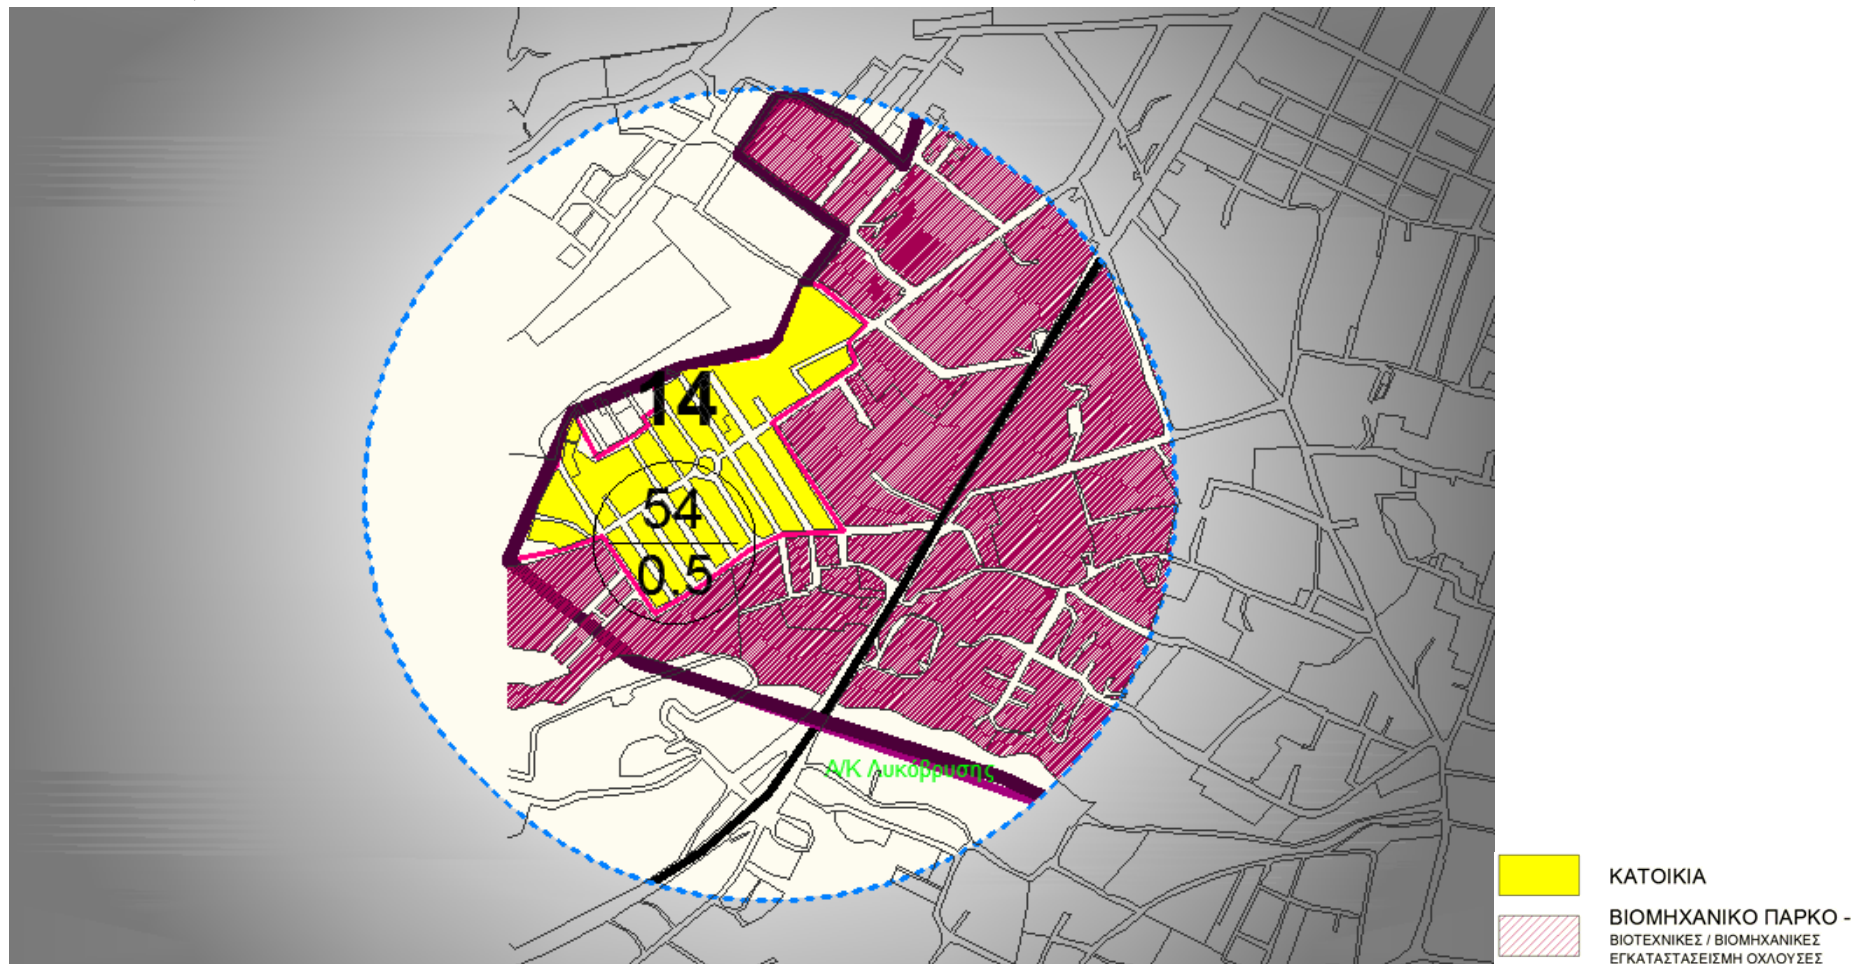 14
54
0.5
Α/Κ Λυκόβρυσης
ΚΑΤΟΙΚΙΑ
ΒΙΟΜΗΧΑΝΙΚΟ ΠΑΡΚΟ -
ΒΙΟΤΕΧΝΙΚΕΣ / ΒΙΟΜΗΧΑΝΙΚΕΣ
ΕΓΚΑΤΑΣΤΑΣΕΙΣΜΗ ΟΧΛΟΥΣΕΣ